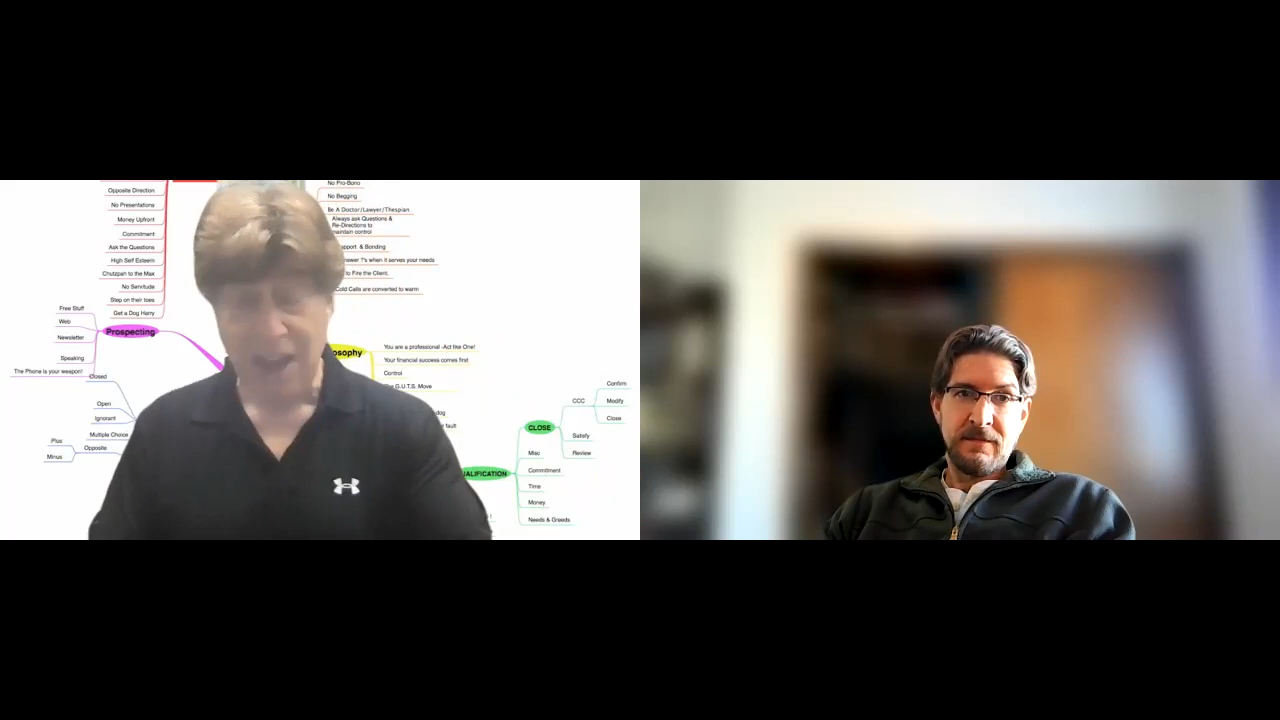 Opposite Direction
No Presentations
Money Upfront
Commitment
Ask the Questions
High Self Esteem
Chutzpah to the Max
No Servitude
Step on their toes
Get a Dog Harry
Free Stuff
Web
Newsletter
Speaking
The Phone is your weapon!
Prospecting
Closed
Open
Ignorant
Multiple Choice
Opposite
Plus
Minus
No Pro-Bono
No Begging
Be A Doctor/Lawyer/Thespian
Always ask Questions &
Re-Directions to
maintain control
& Bonding
?'s when it serves your needs
to Fire the Client.
Cold Calls are converted to warm
You are a professional -Act like One!
Your financial success comes first
Control
G.U.T.S. Move
dog
fault
CLOSE
CCC
Confirm
Modify
Close
Satisfy
Review
Misc
Commitment
Time
Money
Needs & Greeds